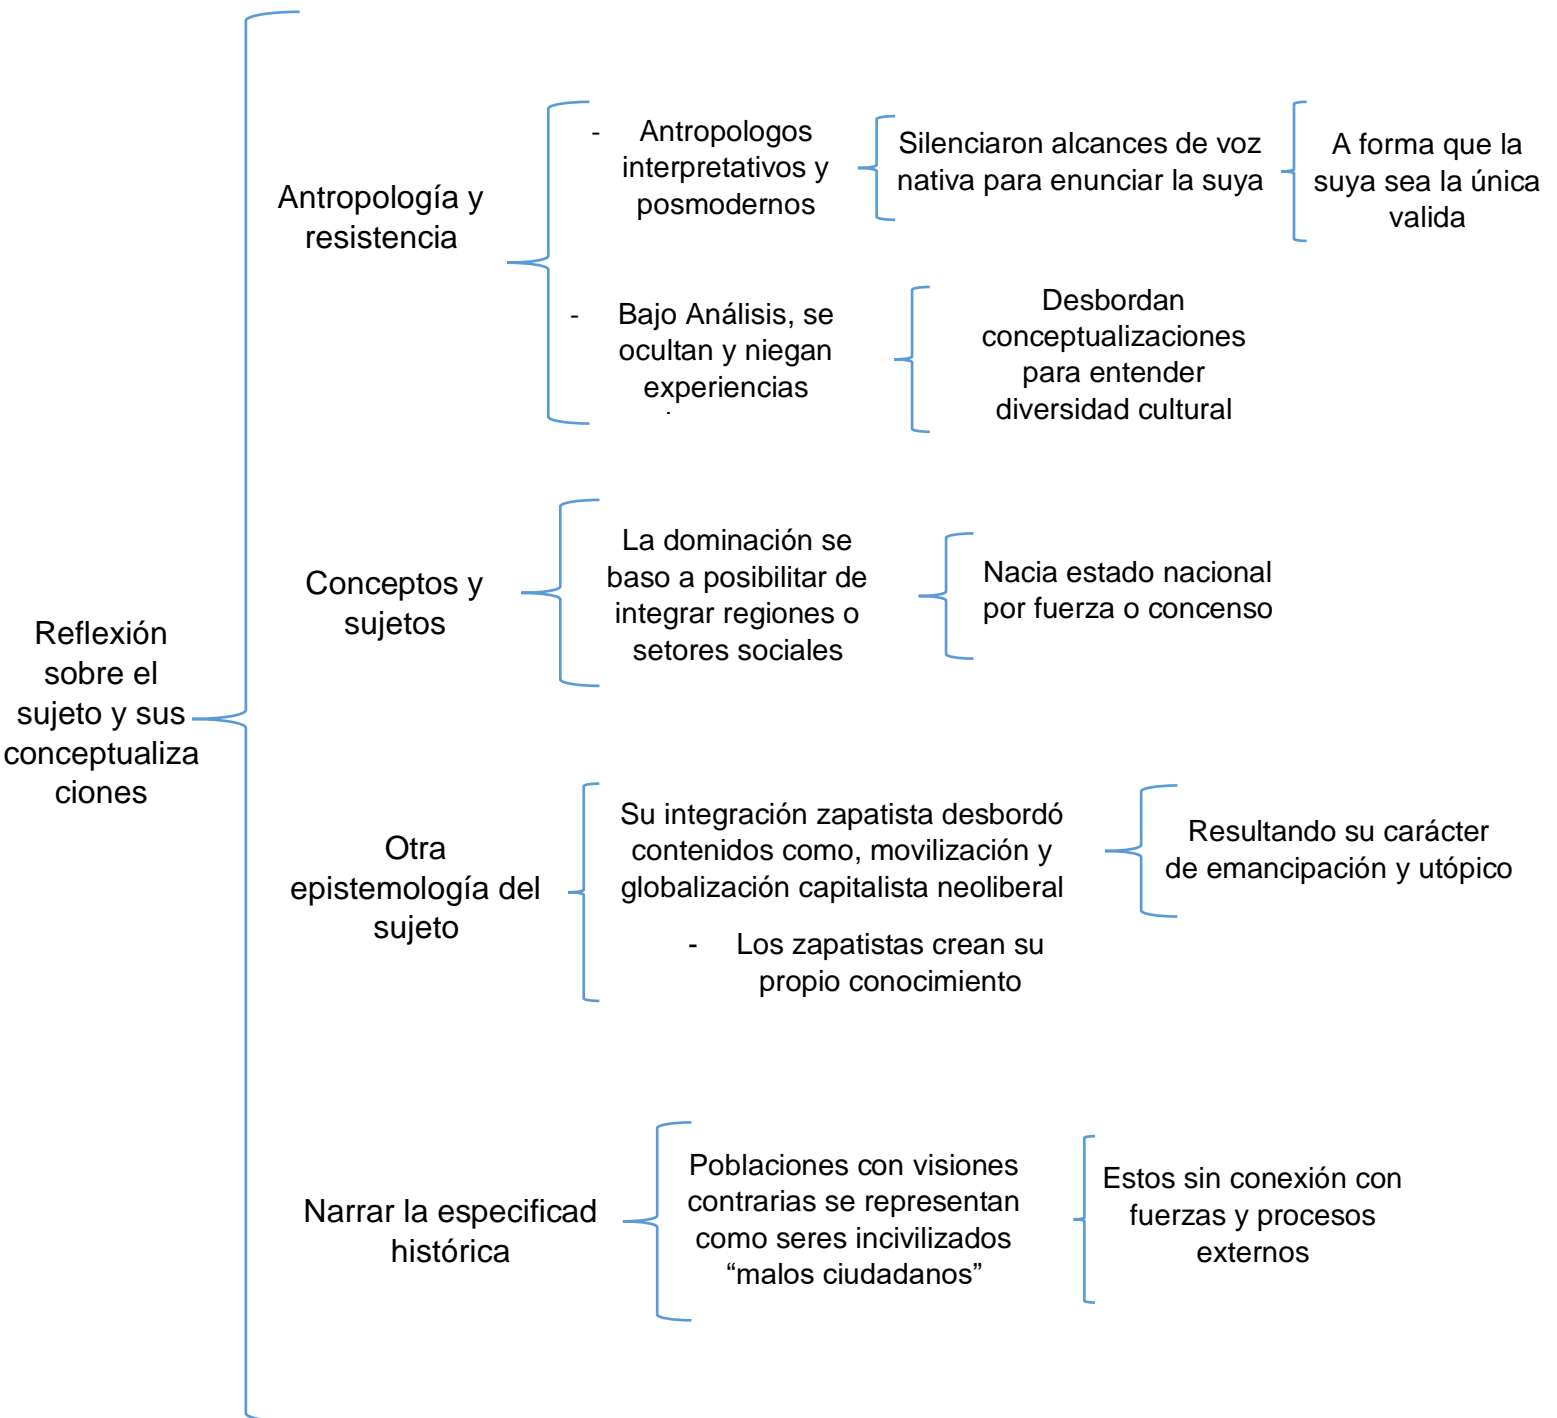 Reflexión
sobre el
sujeto y sus
conceptualiza
ciones
Antropología y
resistencia
- Antropologos
interpretativos y
posmodernos
Silenciaron alcances de voz
nativa para enunciar la suya
A forma que la
suya sea la única
valida
- Bajo Análisis, se
ocultan y niegan
experiencias
Desbordan
conceptualizaciones
para entender
diversidad cultural
Conceptos y
sujetos
La dominación se
baso a posibilitar de
integrar regiones o
setores sociales
Nacia estado nacional
por fuerza o concenso
Otra
epistemología del
sujeto
Su integración zapatista desbordó
contenidos como, movilización y
globalización capitalista neoliberal
Resultando su carácter
de emancipación y utópico
- Los zapatistas crean su
propio conocimiento
Narrar la especificad
histórica
Poblaciones con visiones
contrarias se representan
como seres incivilizados
“malos ciudadanos”
Estos sin conexión con
fuerzas y procesos
externos